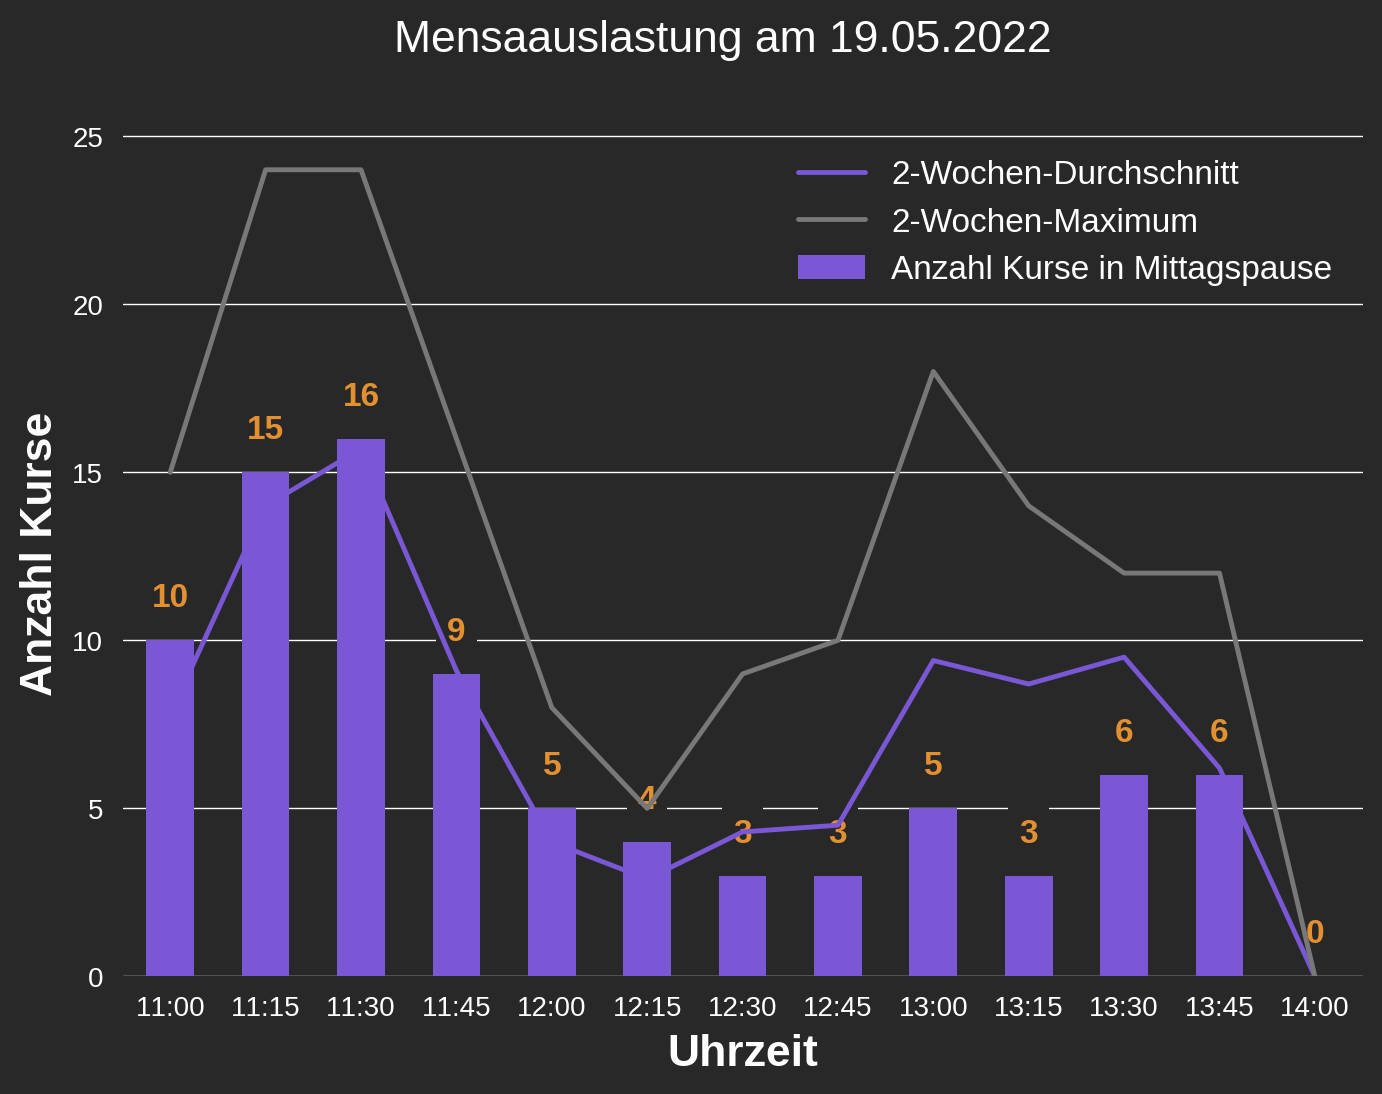 Mensaauslastung am 19.05.2022
25
20
15
10
5
0
Anzahl Kurse
2-Wochen-Durchschnitt
2-Wochen-Maximum
Anzahl Kurse in Mittagspause
10
15
16
9
5
4
3
3
5
3
6
6
0
11:00 11:15 11:30 11:45 12:00 12:15 12:30 12:45 13:00 13:15 13:30 13:45 14:00
Uhrzeit